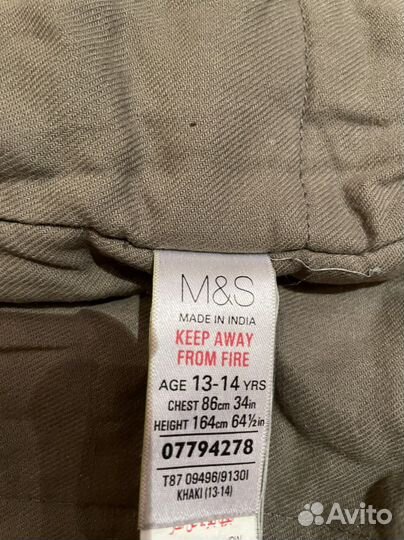 M&S
MADE IN INDIA
KEEP AWAY
FROM FIRE
AGE 13-14 YRS
CHEST 86cm 34in
HEIGHT 164cm 64½in
07794278
T87 09496/9130I
KHAKI (13-14)
Avito